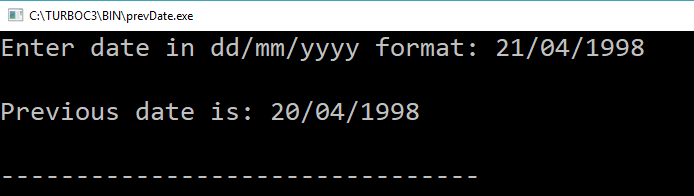 C:\TURBOC3\BIN\prevDate.exe
Enter date in dd/mm/yyyy format: 21/04/1998
Previous date is: 20/04/1998
--------------------------------